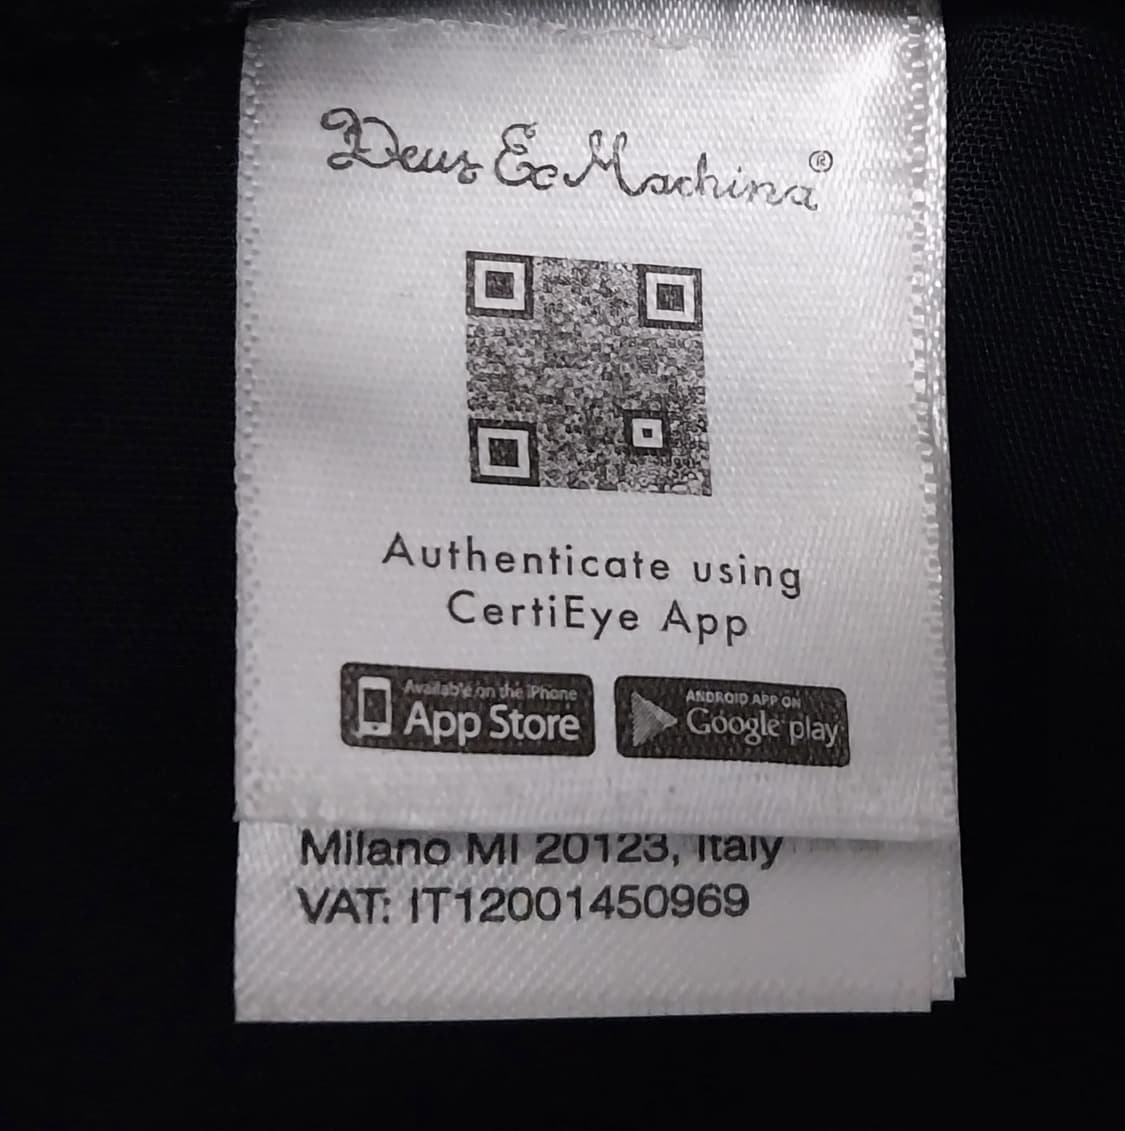 Deus Ex Machina®
Authenticate using
CertiEye App
Available on the iPhone
App Store
ANDROID APP ON
Google play
Milano MI 20123, Italy
VAT: IT12001450969